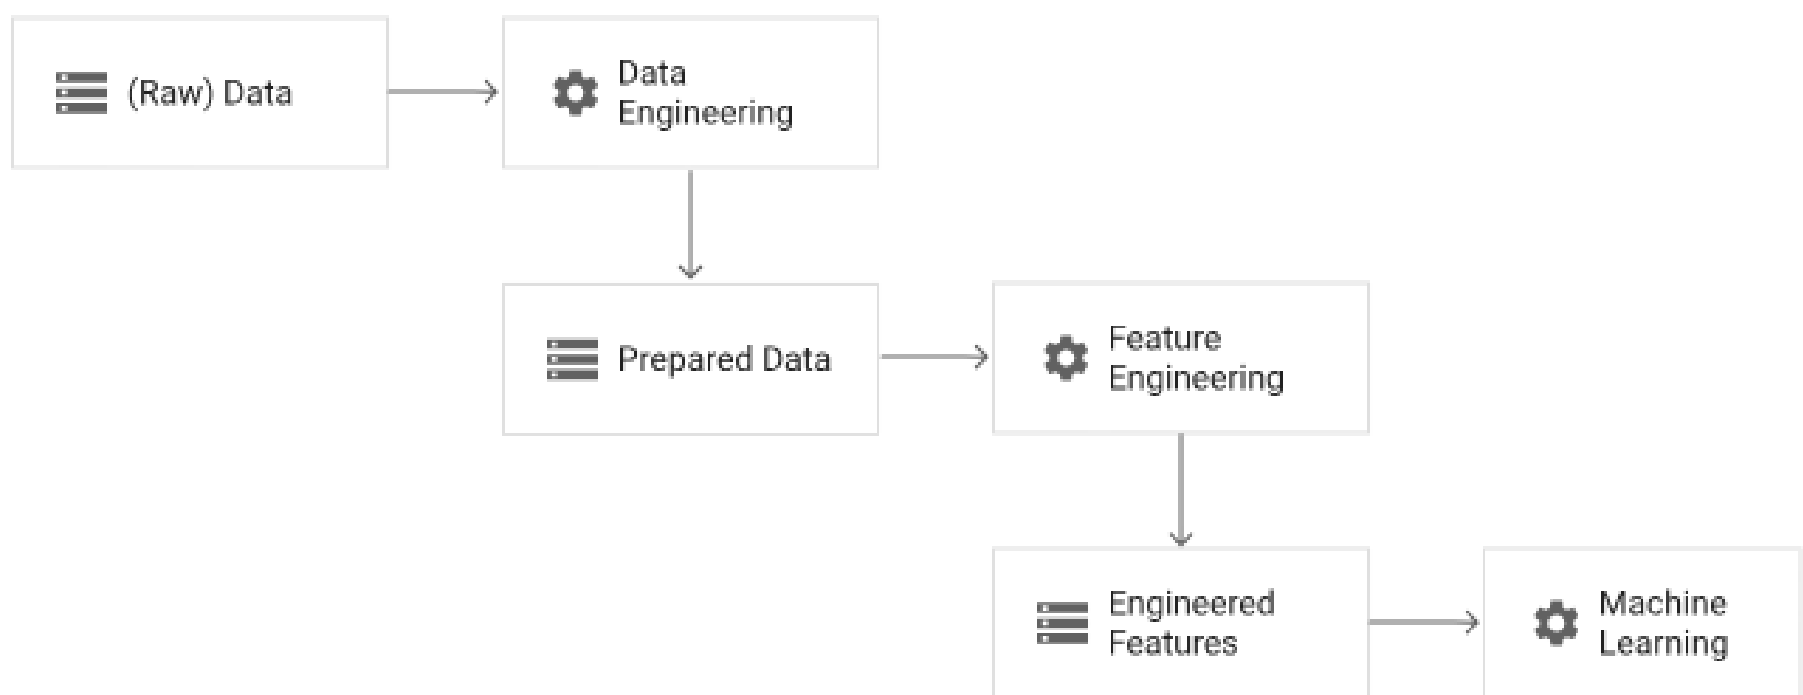 (Raw) Data
Data
Engineering
Prepared Data
Feature
Engineering
Engineered
Features
Machine
Learning